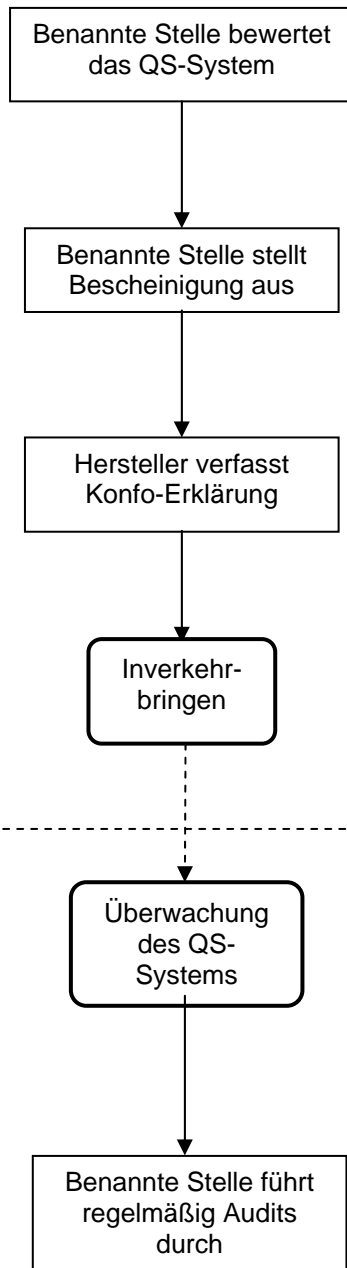 Benannte Stelle bewertet
das QS-System
Benannte Stelle stellt
Bescheinigung aus
Hersteller verfasst
Konfo-Erklärung
Inverkehr-
bringen
Überwachung
des QS-
Systems
Benannte Stelle führt
regelmäßig Audits
durch